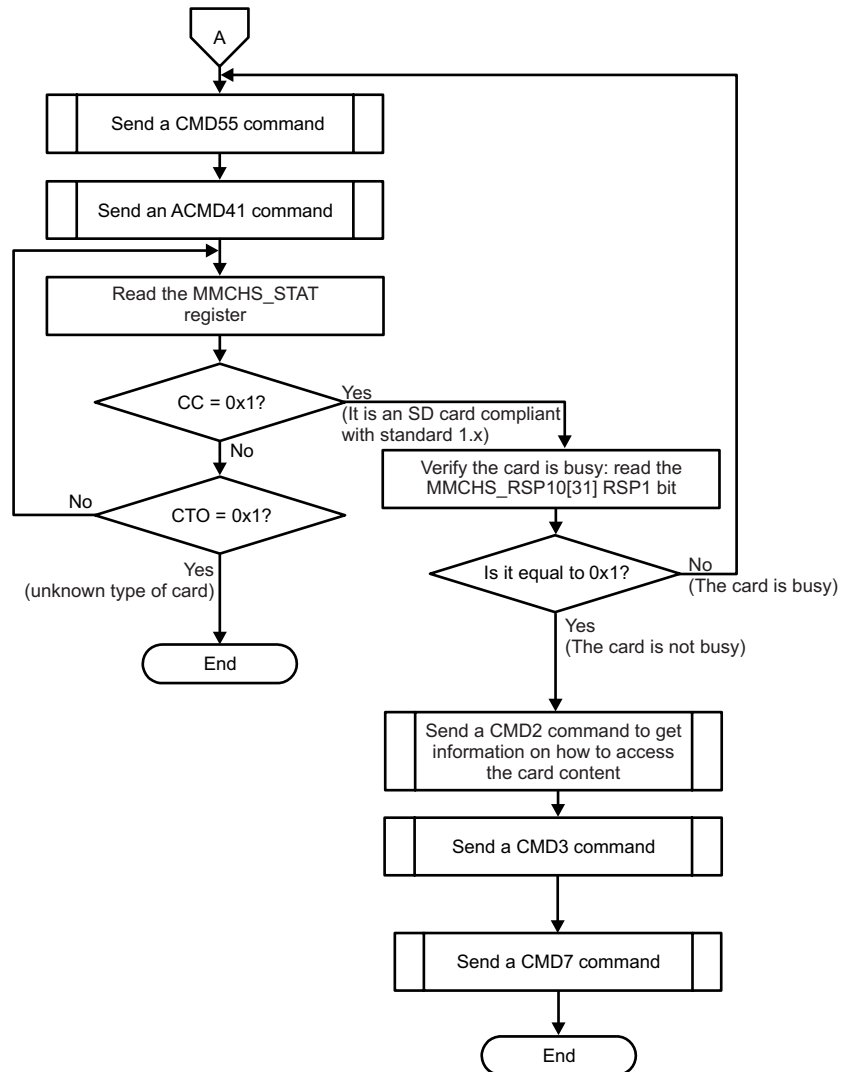 A
Send a CMD55 command
Send an ACMD41 command
Read the MMCHS_STAT
register
CC = 0x1?
Yes
(It is an SD card compliant
with standard 1.x)
No
Verify the card is busy: read the
MMCHS_RSP10[31] RSP1 bit
No
CTO = 0x1?
Yes
(unknown type of card)
Is it equal to 0x1?
No
(The card is busy)
Yes
(The card is not busy)
End
Send a CMD2 command to get
information on how to access
the card content
Send a CMD3 command
Send a CMD7 command
End